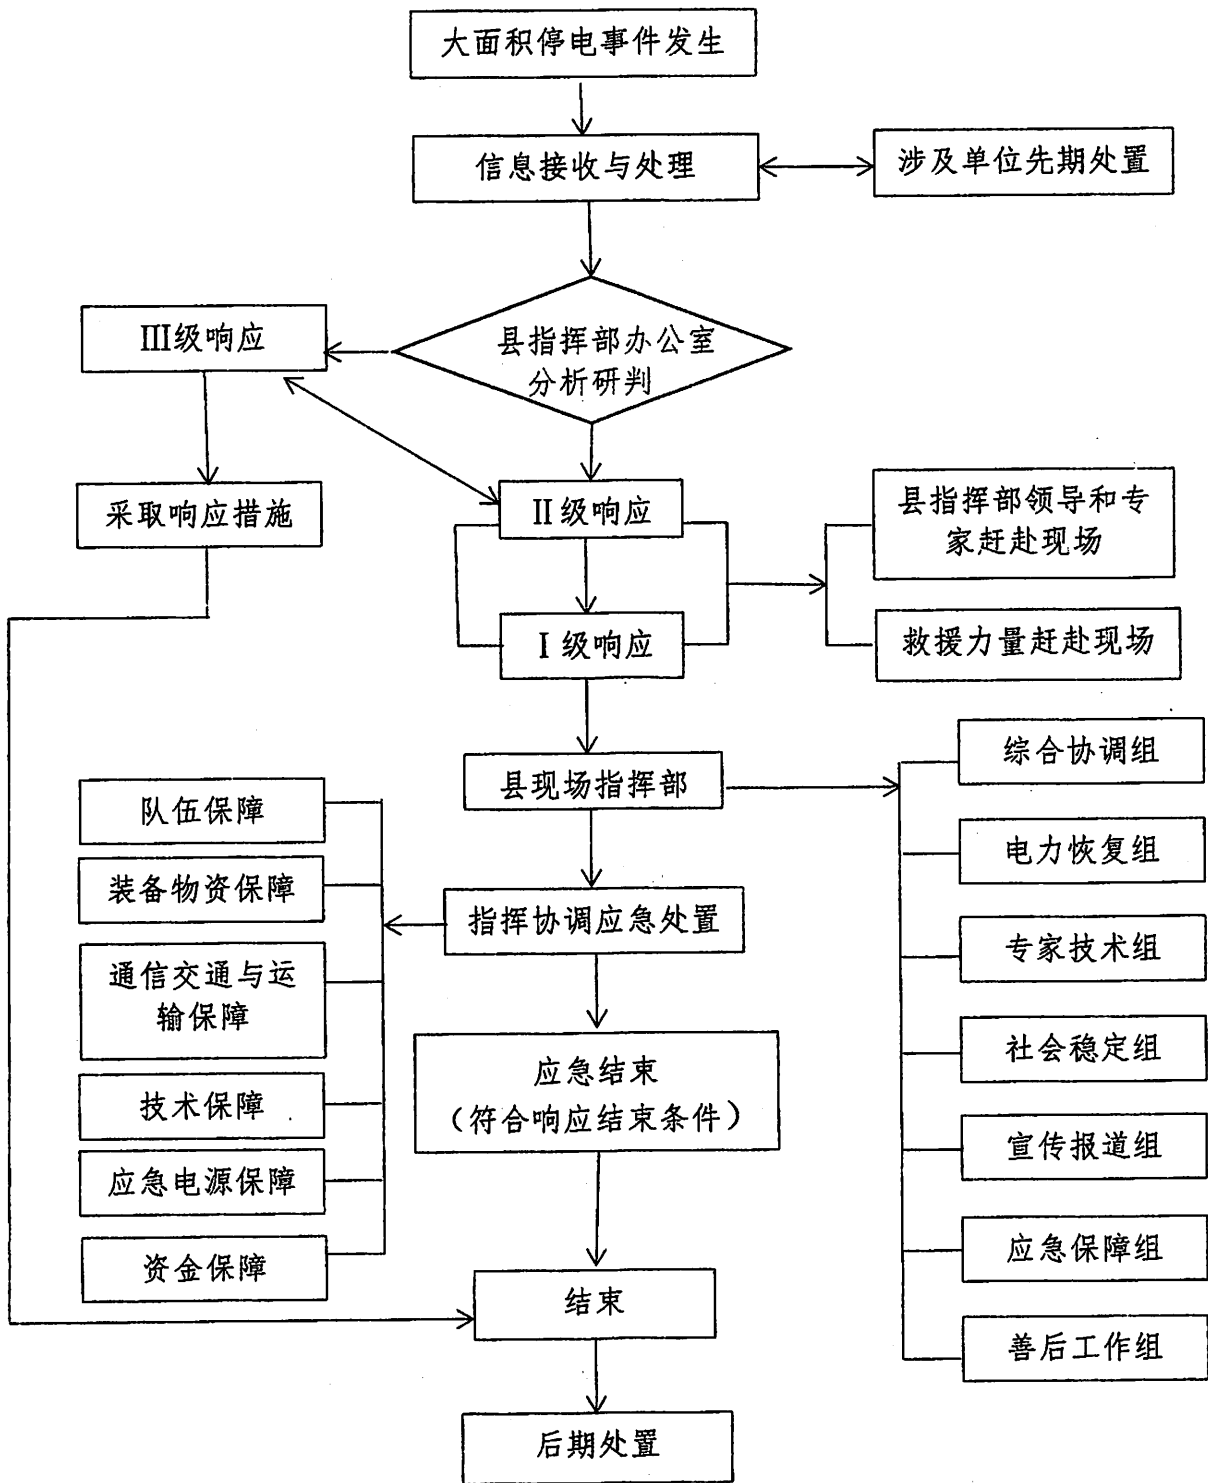 大面积停电事件发生
信息接收与处理
涉及单位先期处置
III级响应
县指挥部办公室
分析研判
采取响应措施
II级响应
县指挥部领导和专
家赶赴现场
I级响应
救援力量赶赴现场
县现场指挥部
综合协调组
队伍保障
电力恢复组
装备物资保障
指挥协调应急处置
专家技术组
通信交通与运
输保障
应急结束
（符合响应结束条件）
社会稳定组
技术保障
宣传报道组
应急电源保障
应急保障组
资金保障
结束
善后工作组
后期处置